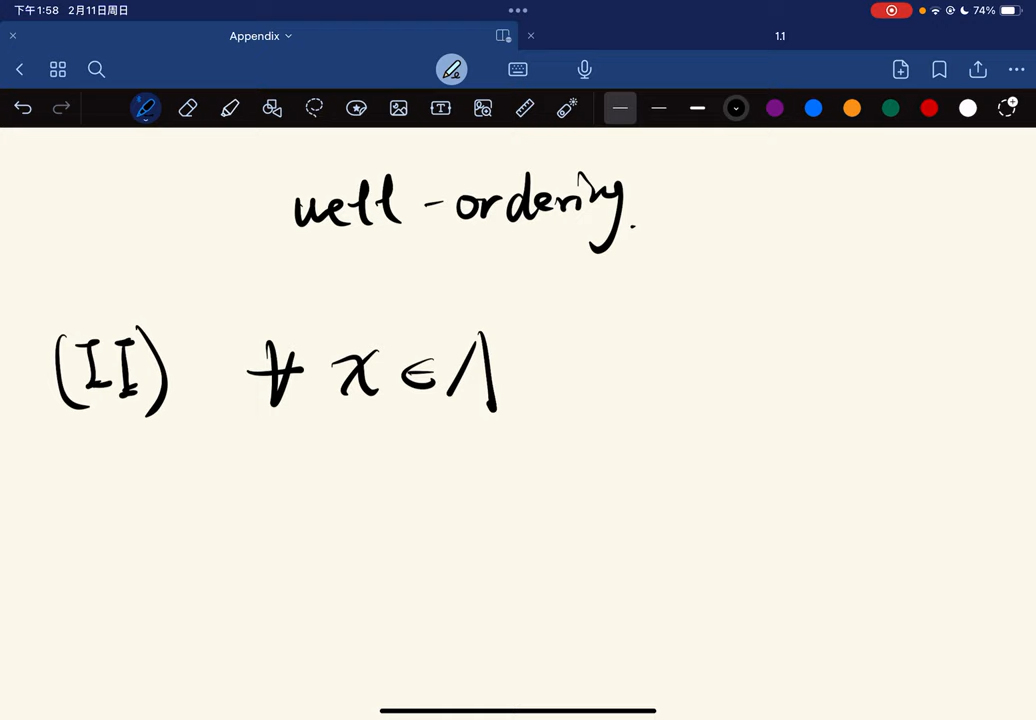 下午1:58 2月11日周日
74%
Appendix
1.1
well-ordering.
(II) ∀ x ∈ Λ